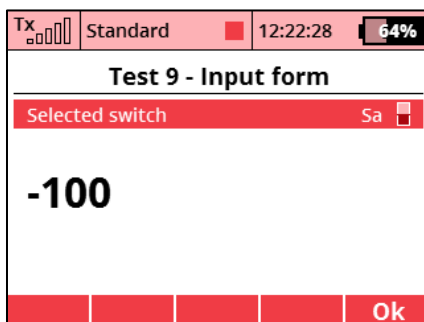 Tx Standard 12:22:28 64%
Test 9 - Input form
Selected switch Sa
-100
Ok